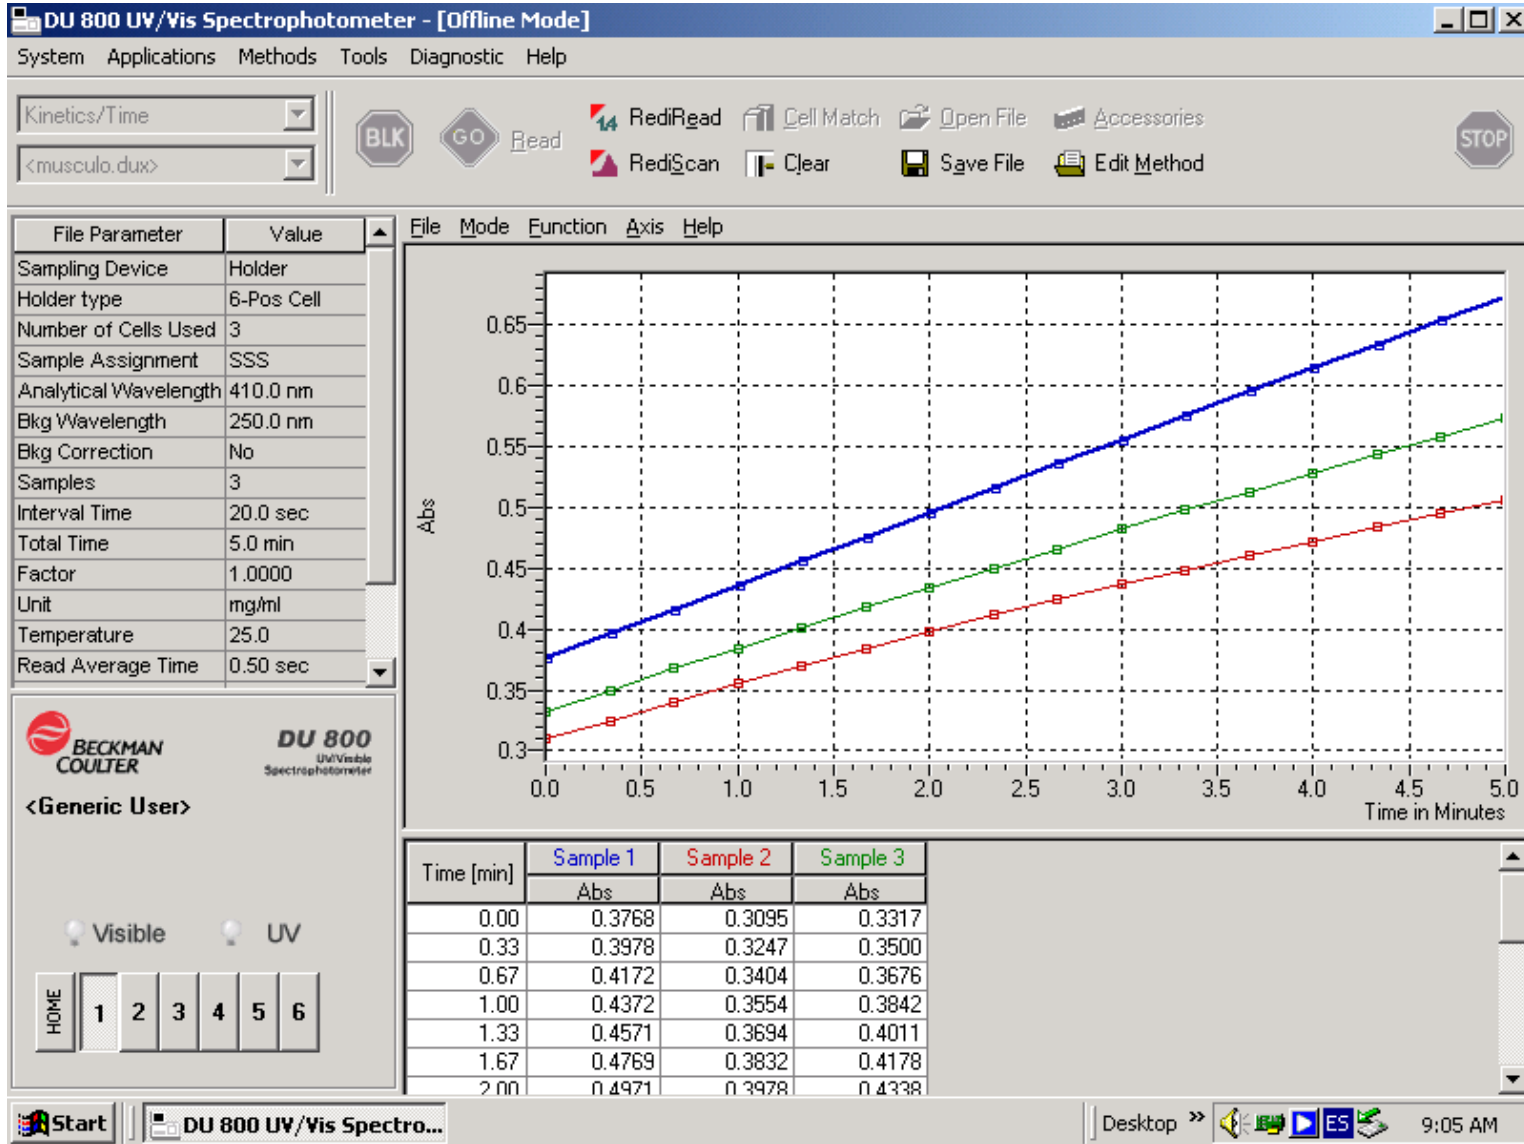 DU 800 UV/Vis Spectrophotometer - [Offline Mode]
System Applications Methods Tools Diagnostic Help
Kinetics/Time
<musculo.dux>
BLK
GO
Read
RediRead
RediScan
Cell Match
Clear
Open File
Save File
Accessories
Edit Method
STOP
File Parameter Value
Sampling Device Holder
Holder type 6-Pos Cell
Number of Cells Used 3
Sample Assignment SSS
Analytical Wavelength 410.0 nm
Bkg Wavelength 250.0 nm
Bkg Correction No
Samples 3
Interval Time 20.0 sec
Total Time 5.0 min
Factor 1.0000
Unit mg/ml
Temperature 25.0
Read Average Time 0.50 sec
BECKMAN
COULTER
DU 800
UV/Visible
Spectrophotometer
<Generic User>
Visible UV
HOME 1 2 3 4 5 6
File Mode Function Axis Help
Abs
0.65
0.6
0.55
0.5
0.45
0.4
0.35
0.3
0.0 0.5 1.0 1.5 2.0 2.5 3.0 3.5 4.0 4.5 5.0
Time in Minutes
Time [min] Sample 1 Sample 2 Sample 3
Abs Abs Abs
0.00 0.3768 0.3095 0.3317
0.33 0.3978 0.3247 0.3500
0.67 0.4172 0.3404 0.3676
1.00 0.4372 0.3554 0.3842
1.33 0.4571 0.3694 0.4011
1.67 0.4769 0.3832 0.4178
2.00 0.4971 0.3978 0.4338
Start
DU 800 UV/Vis Spectro...
Desktop »
ES
9:05 AM